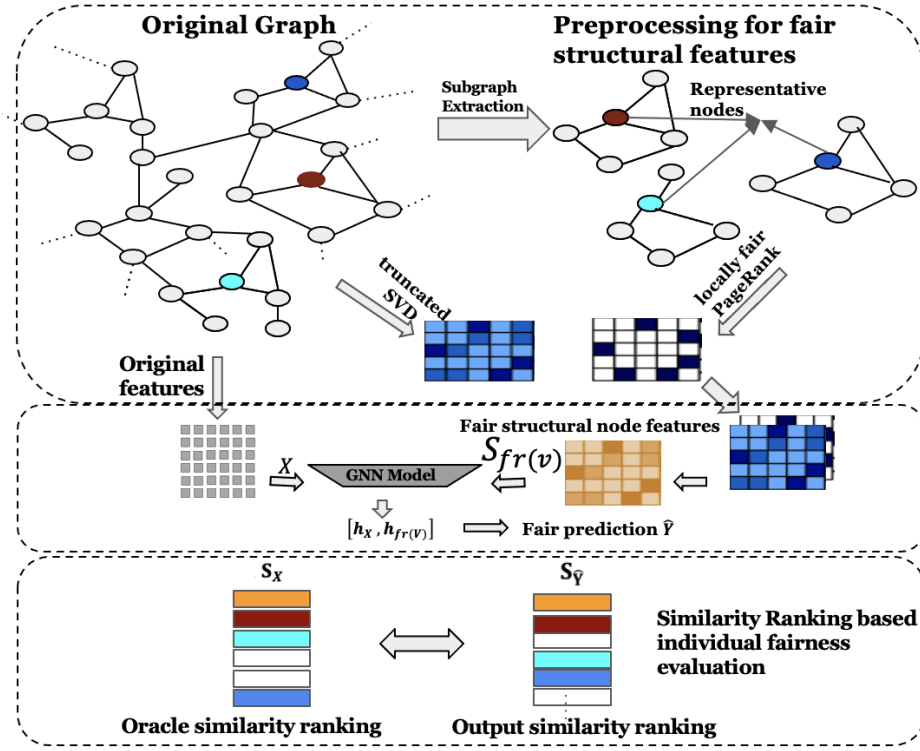 Original Graph
Preprocessing for fair
structural features
Subgraph
Extraction
Representative
nodes
truncated
SVD
locally fair
PageRank
Original
features
Fair structural node features
X
GNN Model
S_{fr(v)}
[h_X, h_{fr(V)}]
Fair prediction Ŷ
S_X
S_Ŷ
Similarity Ranking based
individual fairness
evaluation
Oracle similarity ranking
Output similarity ranking